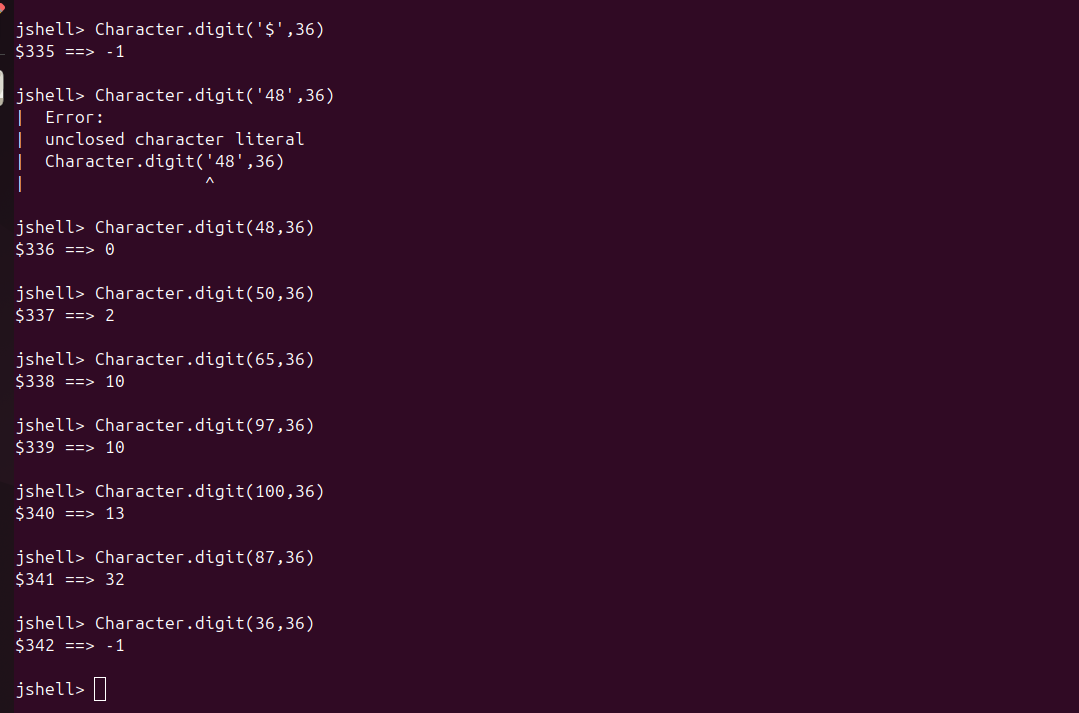 jshell> Character.digit('$',36)
$335 ==> -1
jshell> Character.digit('48',36)
|  Error:
|  unclosed character literal
|  Character.digit('48',36)
|                  ^
jshell> Character.digit(48,36)
$336 ==> 0
jshell> Character.digit(50,36)
$337 ==> 2
jshell> Character.digit(65,36)
$338 ==> 10
jshell> Character.digit(97,36)
$339 ==> 10
jshell> Character.digit(100,36)
$340 ==> 13
jshell> Character.digit(87,36)
$341 ==> 32
jshell> Character.digit(36,36)
$342 ==> -1
jshell>